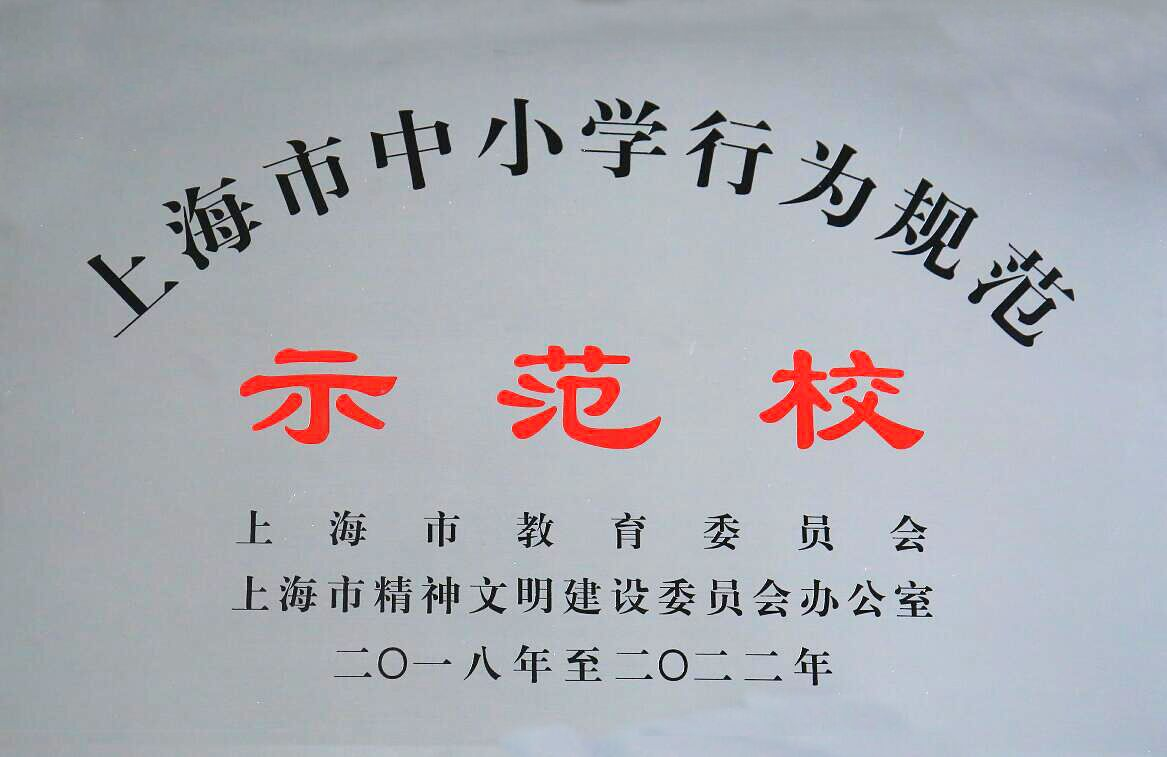 上海市中小学行为规范
示范校
上海市教育委员会
上海市精神文明建设委员会办公室
二〇一八年至二〇二二年